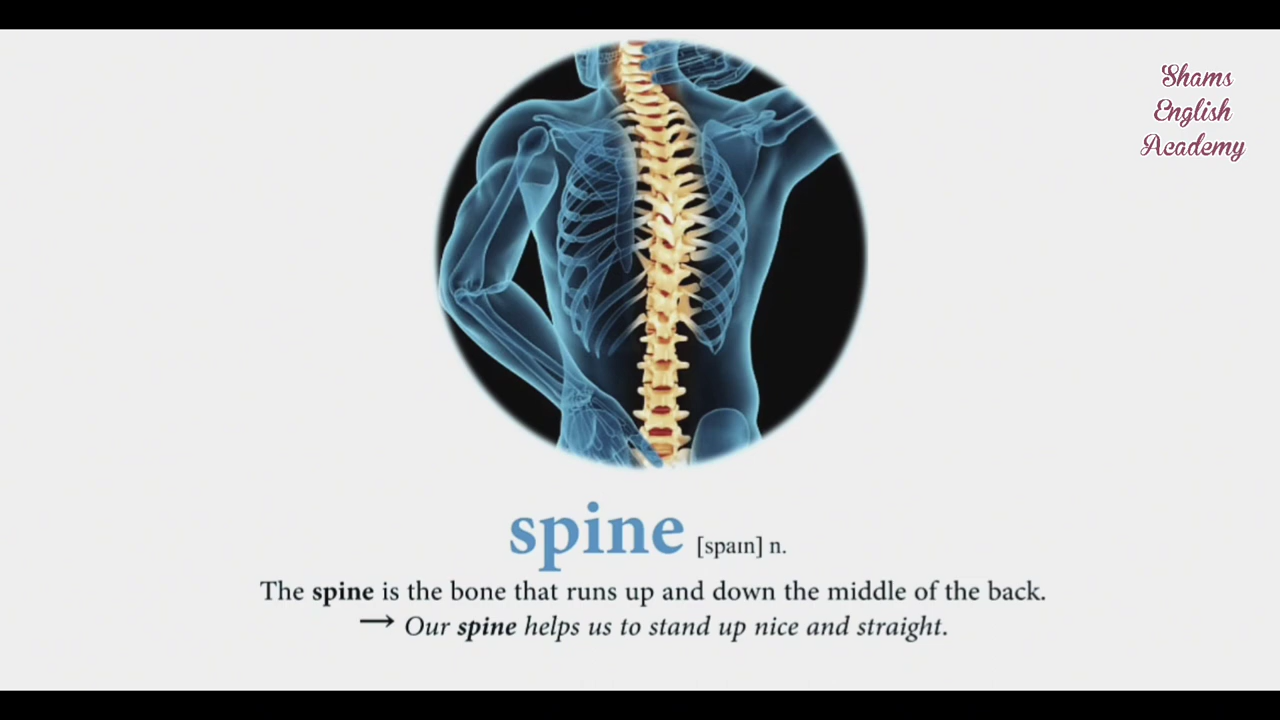 Shams
English
Academy
spine [spaɪn] n.
The spine is the bone that runs up and down the middle of the back.
→ Our spine helps us to stand up nice and straight.